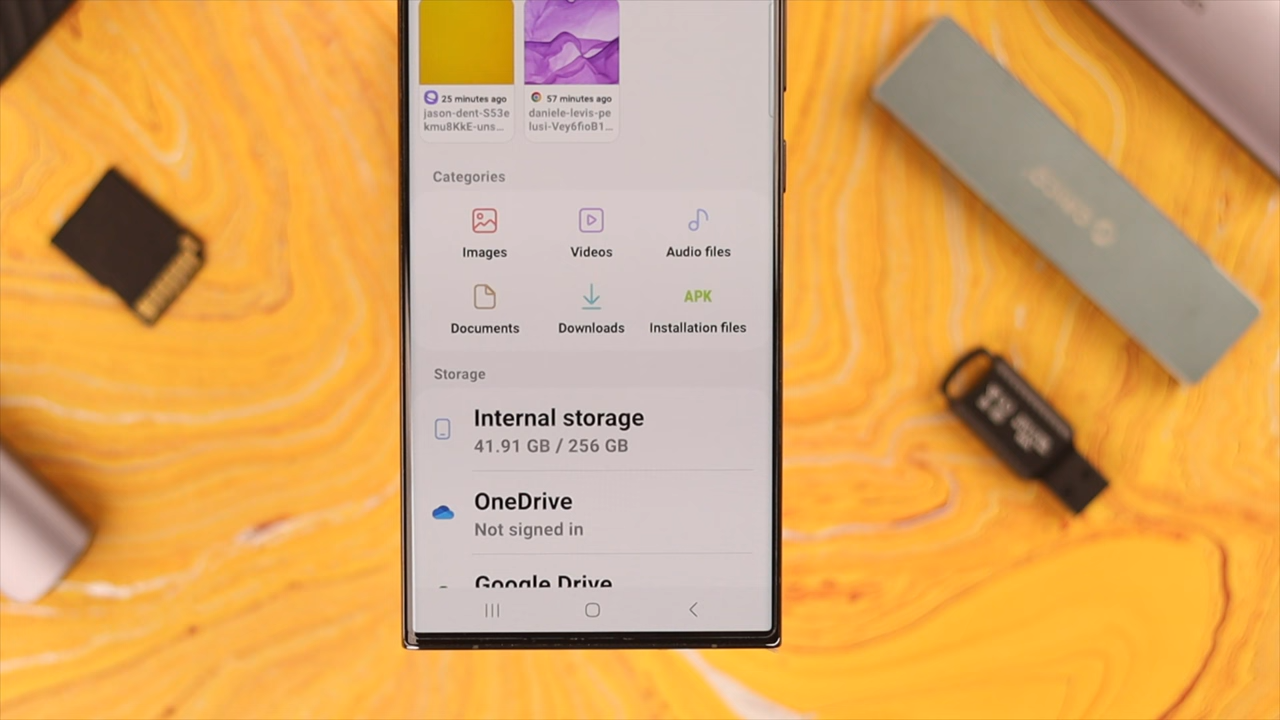 25 minutes ago
57 minutes ago
jason-dent-S53e
kmu8KkE-uns...
daniele-levis-pe
lusi-Vey6fioB1...
Categories
Images
Videos
Audio files
APK
Documents
Downloads
Installation files
Storage
Internal storage
41.91 GB / 256 GB
OneDrive
Not signed in
Google Drive